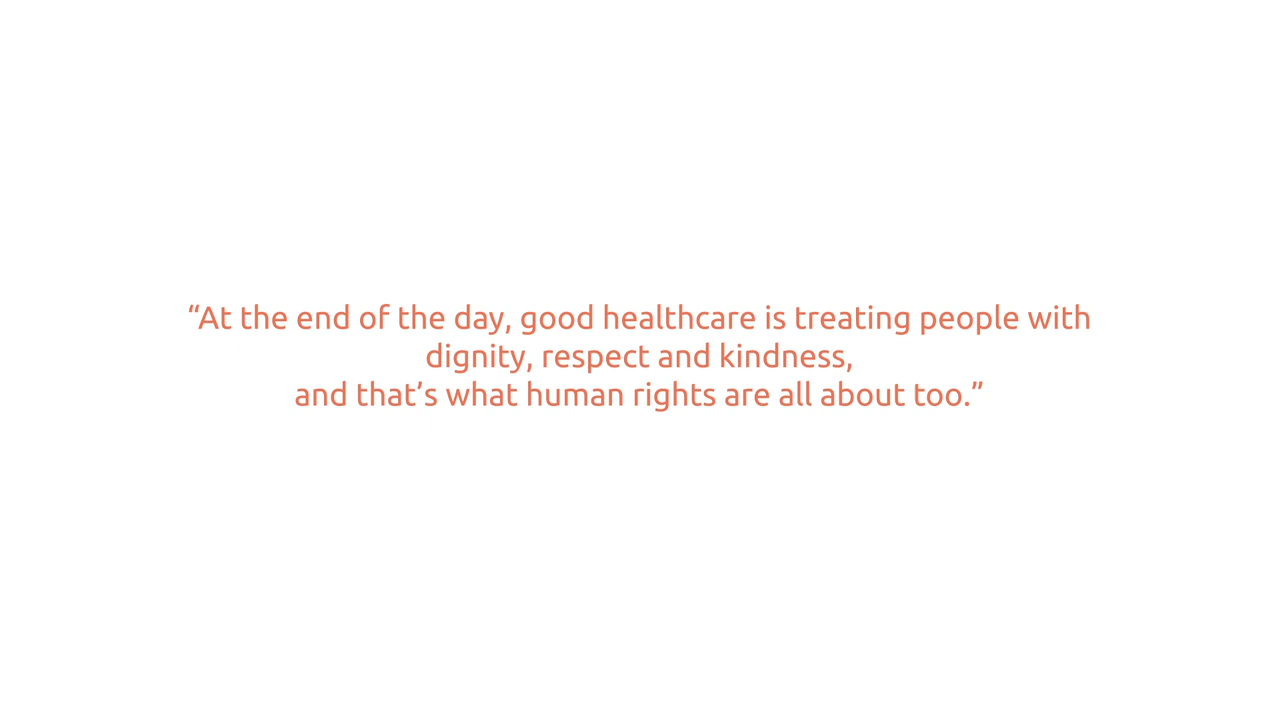 “At the end of the day, good healthcare is treating people with
dignity, respect and kindness,
and that’s what human rights are all about too.”